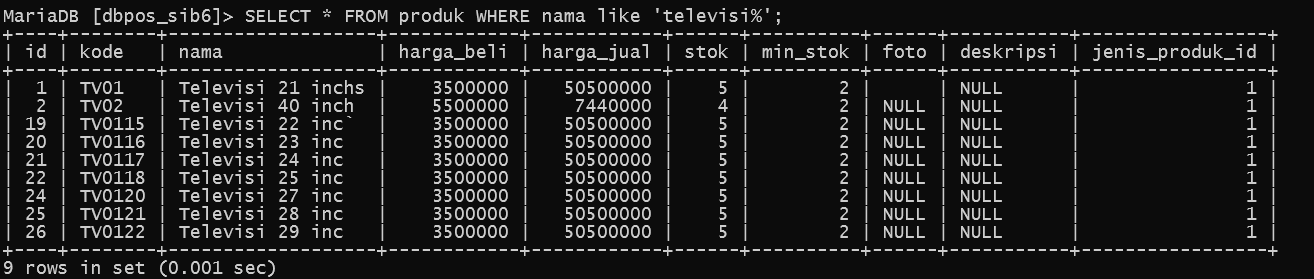 MariaDB [dbpos_sib6]> SELECT * FROM produk WHERE nama like 'televisi%';
+----+--------+--------------------+------------+------------+------+----------+------+-----------+-----------------+
| id | kode   | nama               | harga_beli | harga_jual | stok | min_stok | foto | deskripsi | jenis_produk_id |
+----+--------+--------------------+------------+------------+------+----------+------+-----------+-----------------+
|  1 | TV01   | Televisi 21 inchs  |    3500000 |   50500000 |    5 |        2 |      | NULL      |               1 |
|  2 | TV02   | Televisi 40 inch   |    5500000 |    7440000 |    4 |        2 | NULL | NULL      |               1 |
| 19 | TV0115 | Televisi 22 inc`   |    3500000 |   50500000 |    5 |        2 | NULL | NULL      |               1 |
| 20 | TV0116 | Televisi 23 inc    |    3500000 |   50500000 |    5 |        2 | NULL | NULL      |               1 |
| 21 | TV0117 | Televisi 24 inc    |    3500000 |   50500000 |    5 |        2 | NULL | NULL      |               1 |
| 22 | TV0118 | Televisi 25 inc    |    3500000 |   50500000 |    5 |        2 | NULL | NULL      |               1 |
| 24 | TV0120 | Televisi 27 inc    |    3500000 |   50500000 |    5 |        2 | NULL | NULL      |               1 |
| 25 | TV0121 | Televisi 28 inc    |    3500000 |   50500000 |    5 |        2 | NULL | NULL      |               1 |
| 26 | TV0122 | Televisi 29 inc    |    3500000 |   50500000 |    5 |        2 | NULL | NULL      |               1 |
+----+--------+--------------------+------------+------------+------+----------+------+-----------+-----------------+
9 rows in set (0.001 sec)